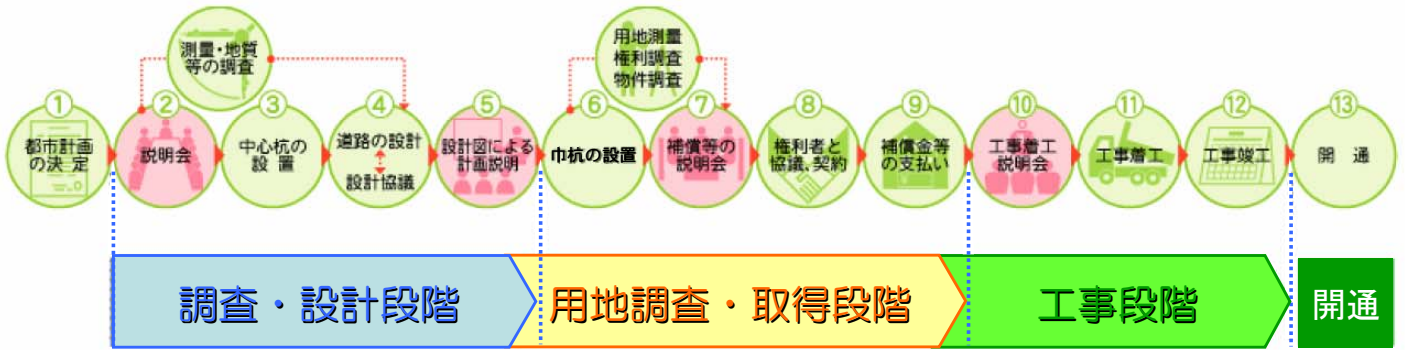 測量・地質
等の調査
用地測量
権利調査
物件調査
①
都市計画
の決定
②
説明会
③
中心杭の
設置
④
道路の設計
設計協議
⑤
設計図による
計画説明
⑥
巾杭の設置
⑦
補償等の
説明会
⑧
権利者と
協議、契約
⑨
補償金等
の支払い
⑩
工事着工
説明会
⑪
工事着工
⑫
工事竣工
⑬
開通
調査・設計段階
用地調査・取得段階
工事段階
開通